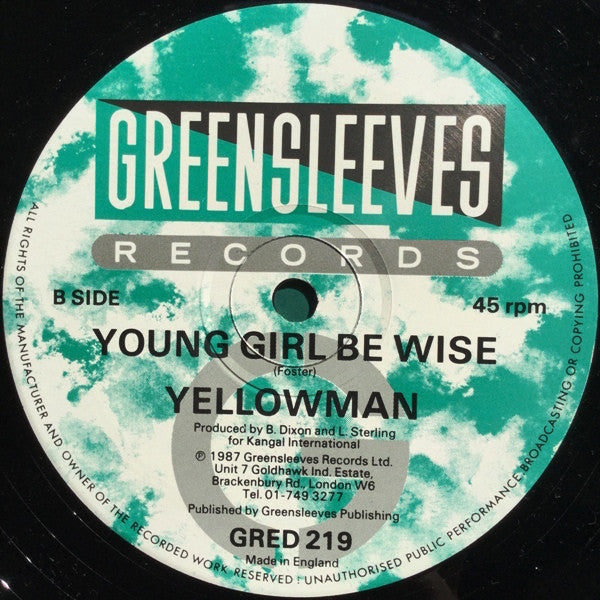 GREENSLEEVES
RECORDS
B SIDE
45 rpm
YOUNG GIRL BE WISE
(Foster)
YELLOWMAN
Produced by B. Dixon and L. Sterling
for Kangal International
℗ 1987 Greensleeves Records Ltd.
Unit 7 Goldhawk Ind. Estate,
Brackenbury Rd., London W6
Tel. 01-749 3277
Published by Greensleeves Publishing
GRED 219
Made in England
ALL RIGHTS OF THE MANUFACTURER AND OWNER OF THE RECORDED WORK RESERVED : UNAUTHORISED PUBLIC PERFORMANCE BROADCASTING OR COPYING PROHIBITED